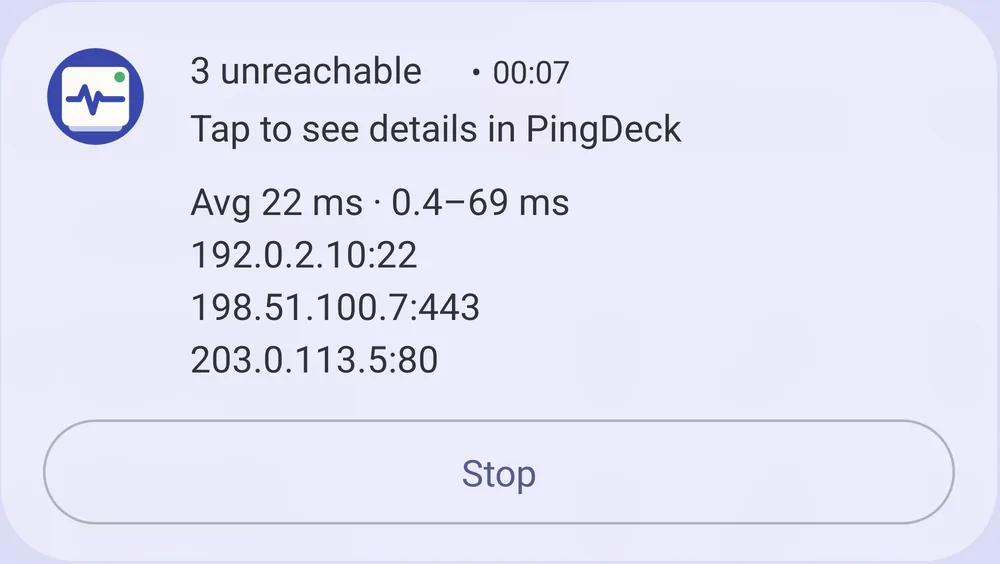 3 unreachable • 00:07
Tap to see details in PingDeck
Avg 22 ms · 0.4–69 ms
192.0.2.10:22
198.51.100.7:443
203.0.113.5:80
Stop